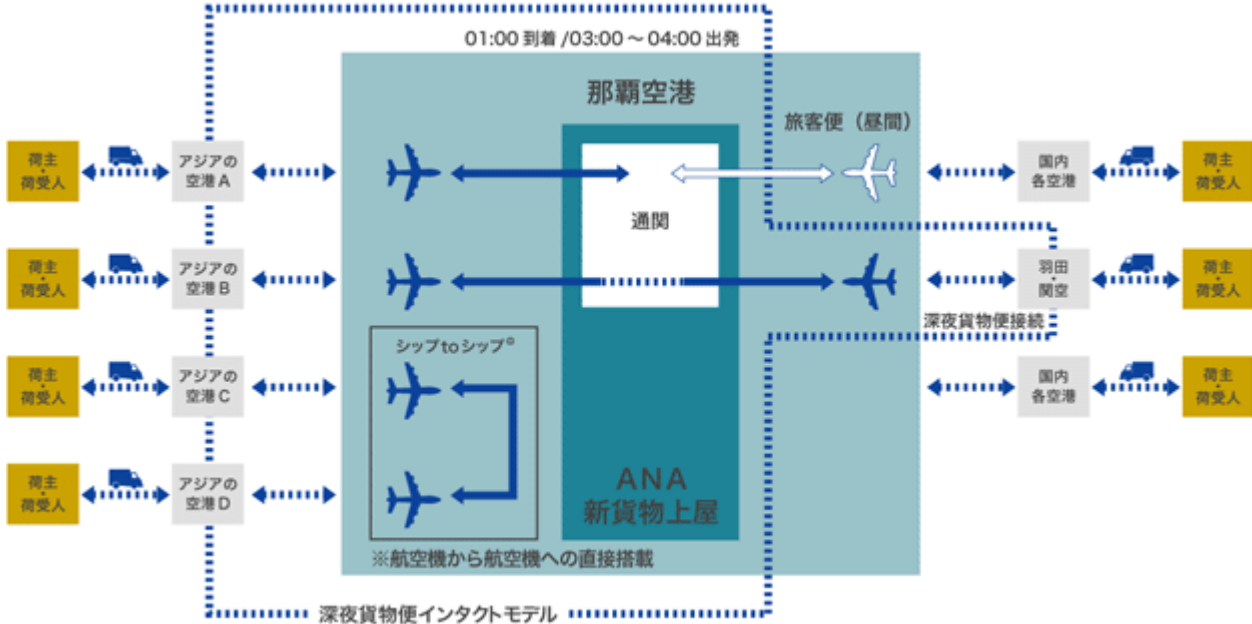 01:00 到着 /03:00 ～ 04:00 出発
那覇空港
旅客便（昼間）
荷主
・
荷受人
アジアの
空港 A
通関
国内
各空港
荷主
・
荷受人
荷主
・
荷受人
アジアの
空港 B
羽田
・
関空
荷主
・
荷受人
深夜貨物便接続
荷主
・
荷受人
アジアの
空港 C
シップtoシップ※
国内
各空港
荷主
・
荷受人
荷主
・
荷受人
アジアの
空港 D
ANA
新貨物上屋
※航空機から航空機への直接搭載
深夜貨物便インタクトモデル